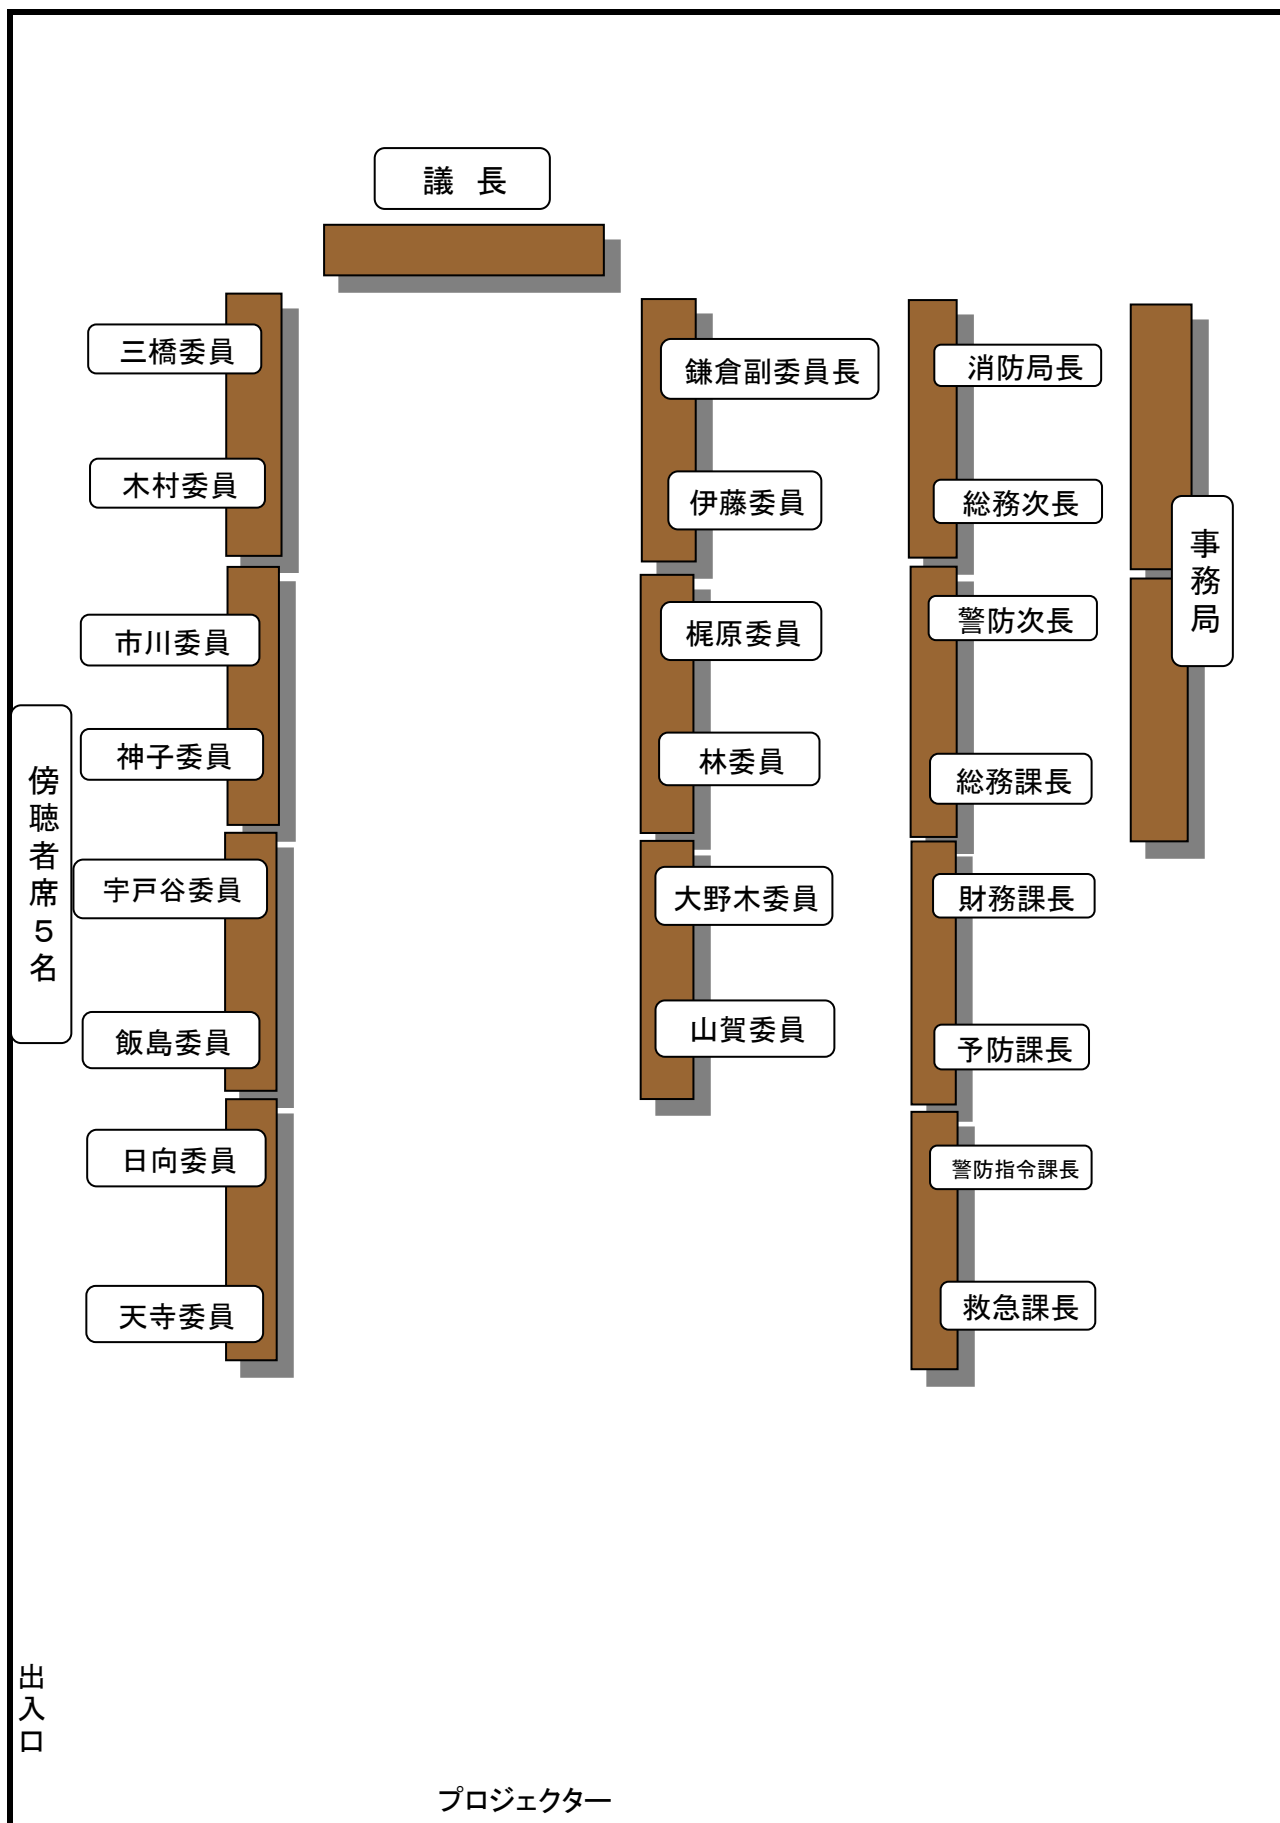 議 長
三橋委員
木村委員
市川委員
神子委員
宇戸谷委員
飯島委員
日向委員
天寺委員
鎌倉副委員長
伊藤委員
梶原委員
林委員
大野木委員
山賀委員
消防局長
総務次長
警防次長
総務課長
財務課長
予防課長
警防指令課長
救急課長
事務局
傍聴者席５名
出入口
プロジェクター